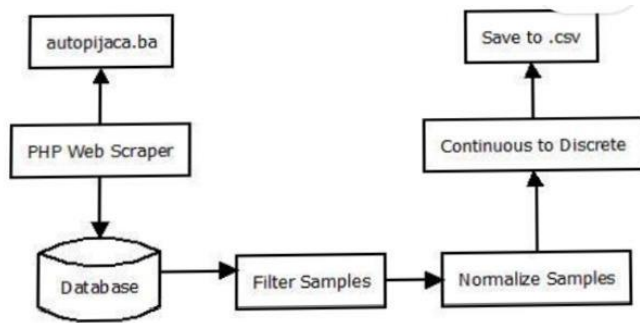 autopijaca.ba
Save to .csv
PHP Web Scraper
Continuous to Discrete
Database
Filter Samples
Normalize Samples